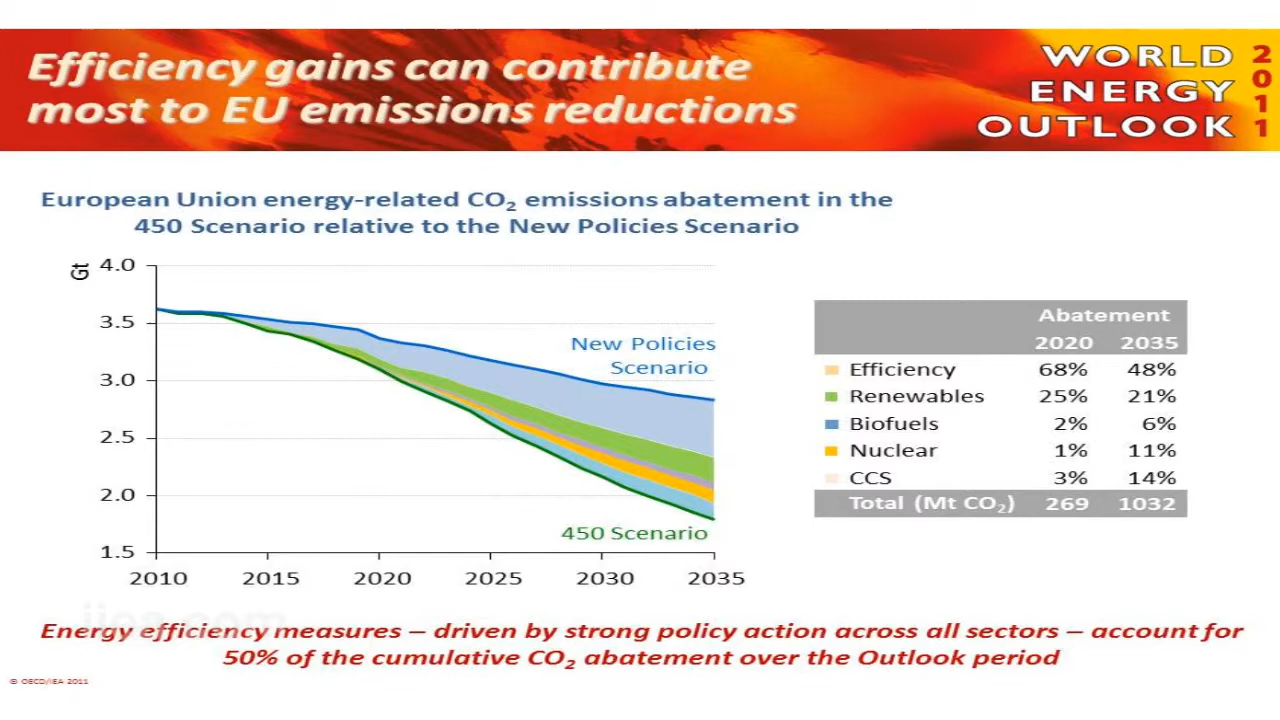 Efficiency gains can contribute
most to EU emissions reductions
WORLD
ENERGY
OUTLOOK
2011
European Union energy-related CO₂ emissions abatement in the
450 Scenario relative to the New Policies Scenario
Gt
4.0
3.5
3.0
2.5
2.0
1.5
New Policies
Scenario
450 Scenario
2010 2015 2020 2025 2030 2035
Abatement
2020 2035
Efficiency 68% 48%
Renewables 25% 21%
Biofuels 2% 6%
Nuclear 1% 11%
CCS 3% 14%
Total (Mt CO₂) 269 1032
iiea.com
Energy efficiency measures – driven by strong policy action across all sectors – account for
50% of the cumulative CO₂ abatement over the Outlook period
© OECD/IEA 2011